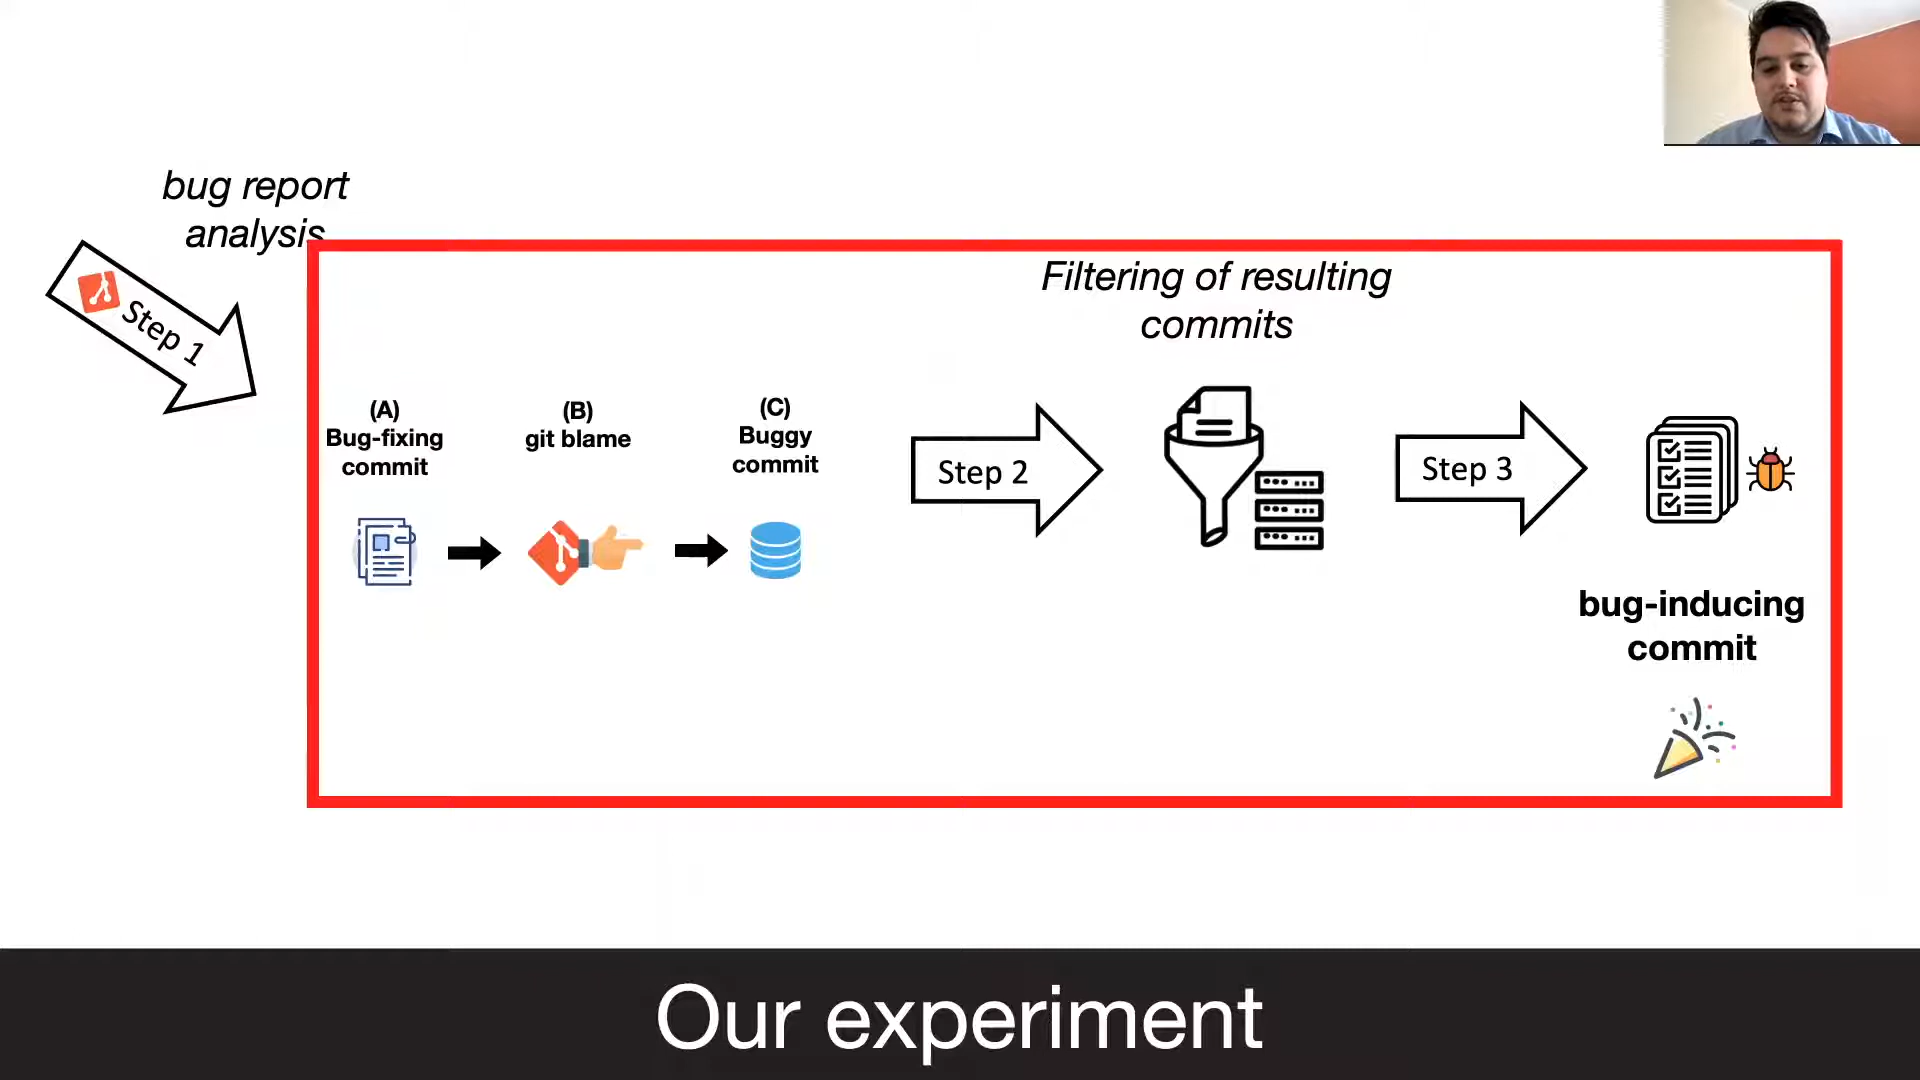 bug report
analysis
Step 1
Filtering of resulting
commits
(A)
Bug-fixing
commit
(B)
git blame
(C)
Buggy
commit
Step 2
Step 3
bug-inducing
commit
Our experiment